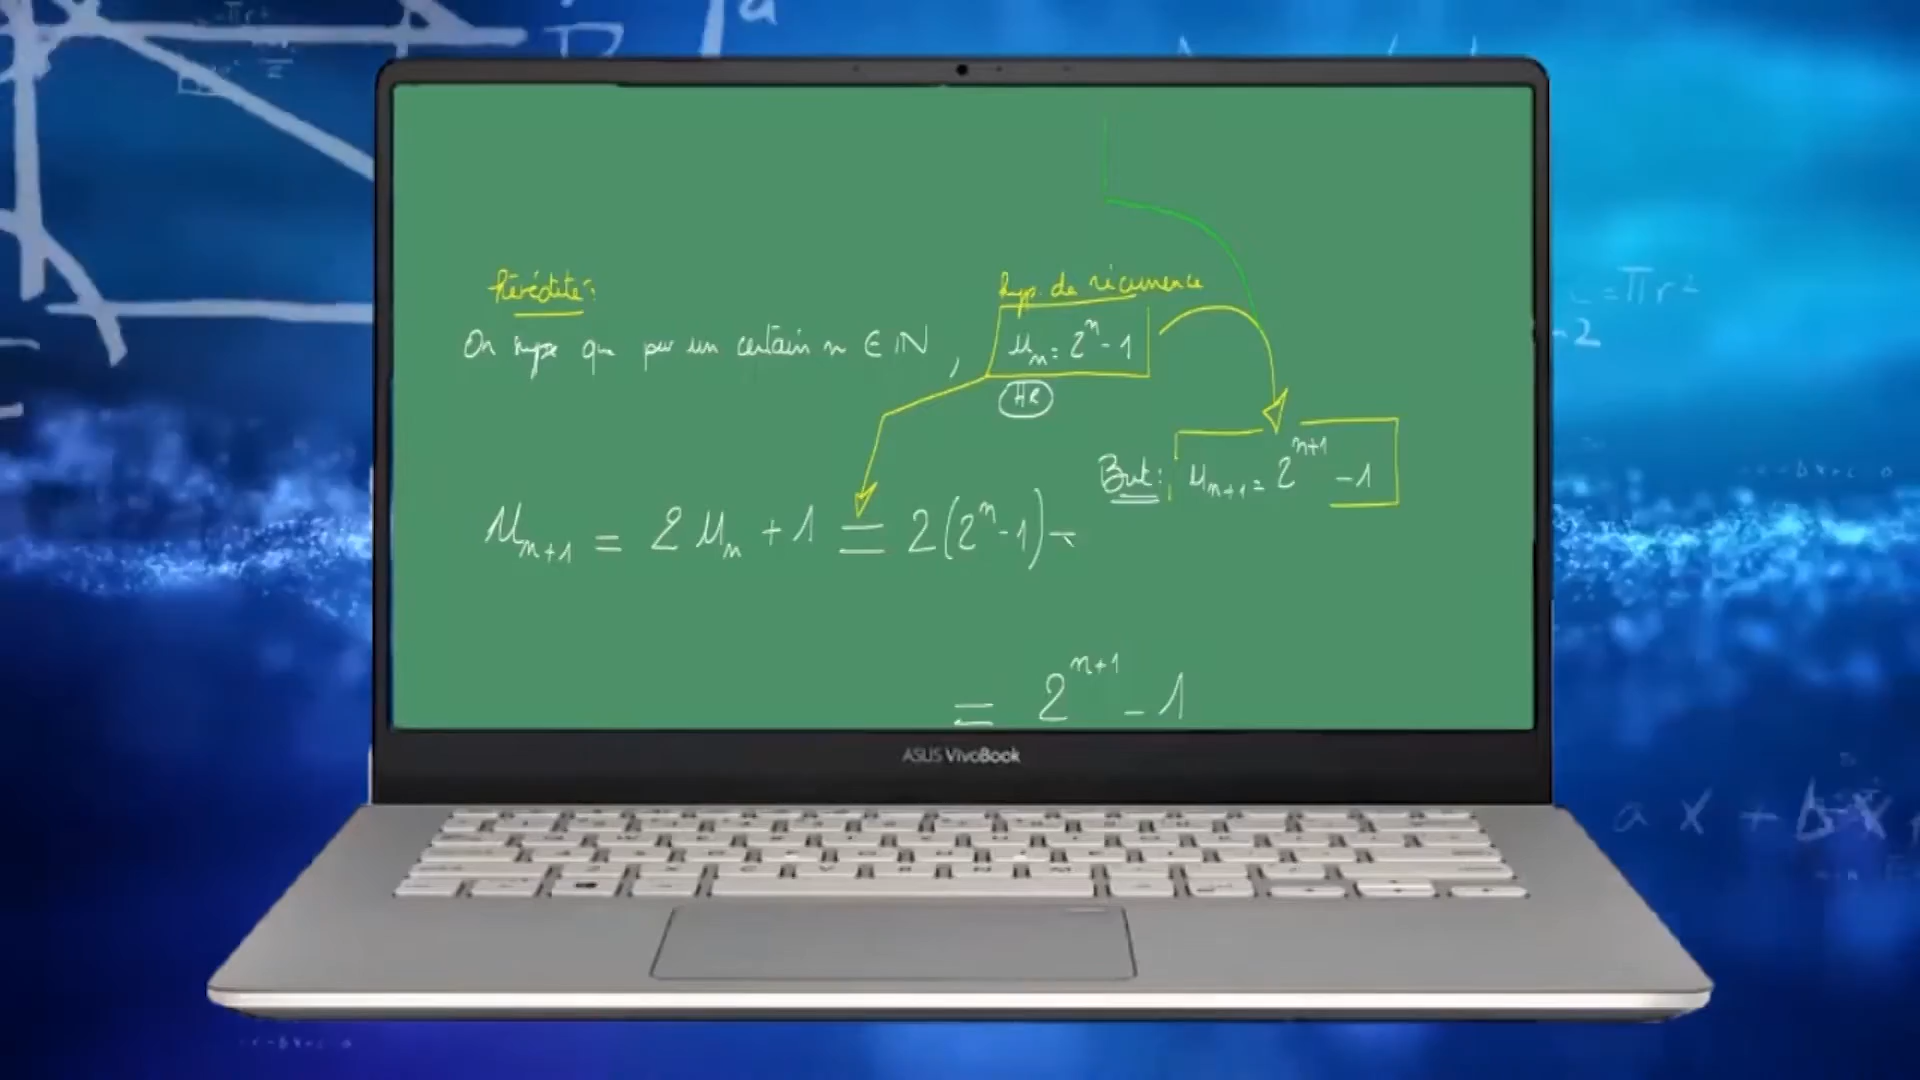 Hérédité:
Hyp. de récurrence
On suppose que pour un certain n ∈ ℕ, uₙ = 2ⁿ - 1
HR
But: uₙ₊₁ = 2ⁿ⁺¹ - 1
uₙ₊₁ = 2uₙ + 1 = 2(2ⁿ - 1) -
= 2ⁿ⁺¹ - 1
ASUS VivoBook
= πr²
a x + b x